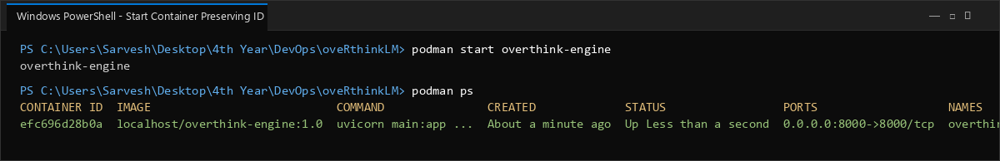 Windows PowerShell - Start Container Preserving ID
PS C:\Users\Sarvesh\Desktop\4th Year\DevOps\oveRthinkLM> podman start overthink-engine
overthink-engine
PS C:\Users\Sarvesh\Desktop\4th Year\DevOps\oveRthinkLM> podman ps
CONTAINER ID  IMAGE                           COMMAND               CREATED             STATUS                 PORTS                   NAMES
efc696d28b0a  localhost/overthink-engine:1.0  uvicorn main:app ...  About a minute ago  Up Less than a second  0.0.0.0:8000->8000/tcp